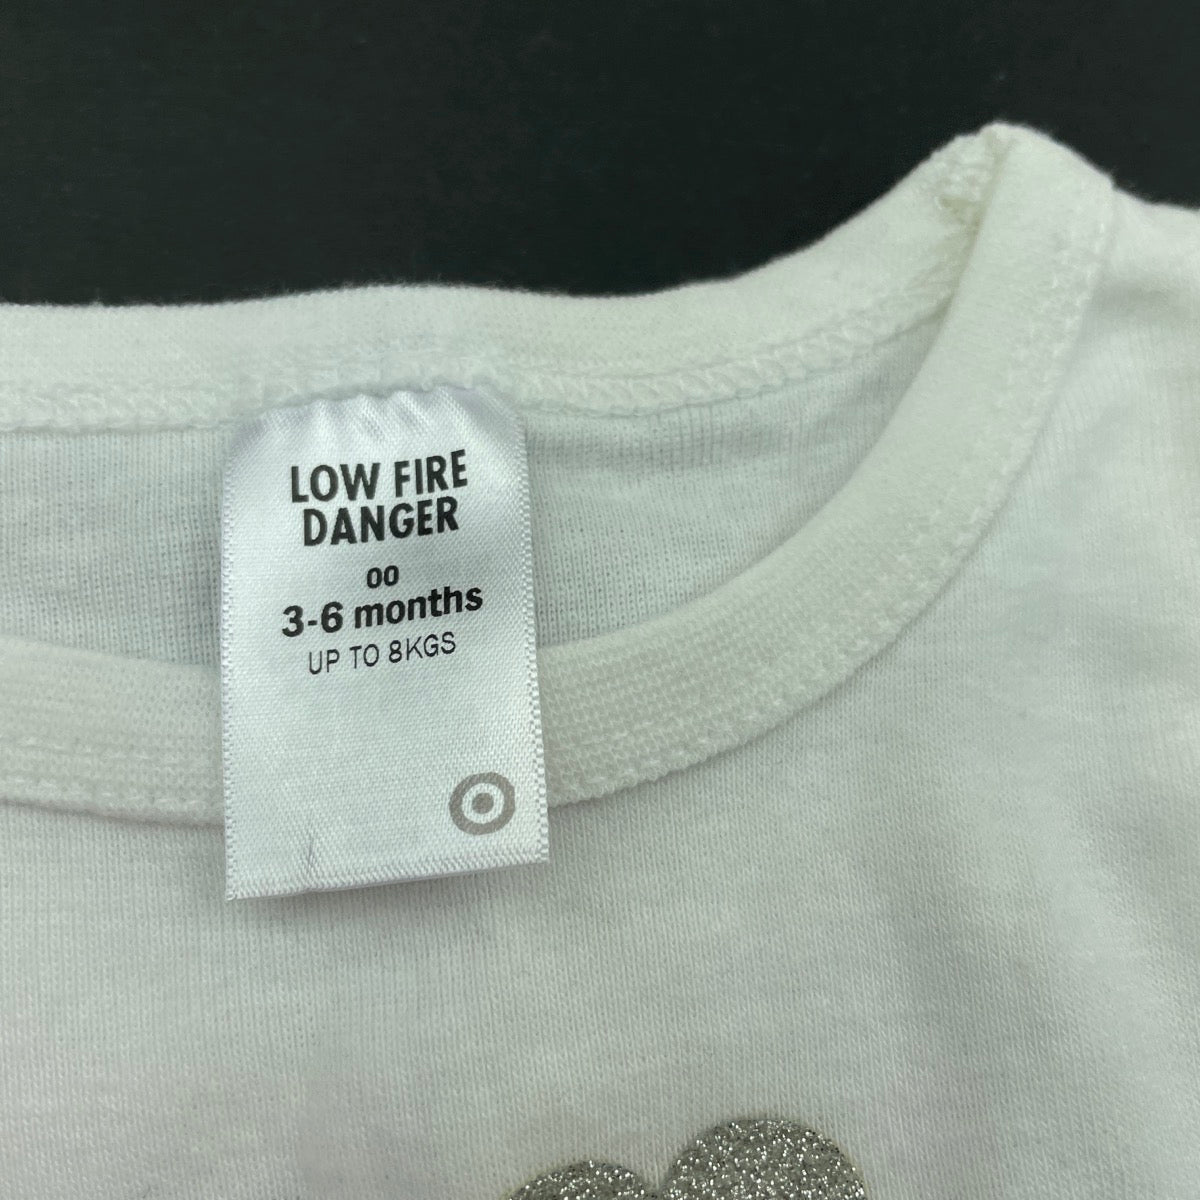 LOW FIRE
DANGER
00
3-6 months
UP TO 8KGS